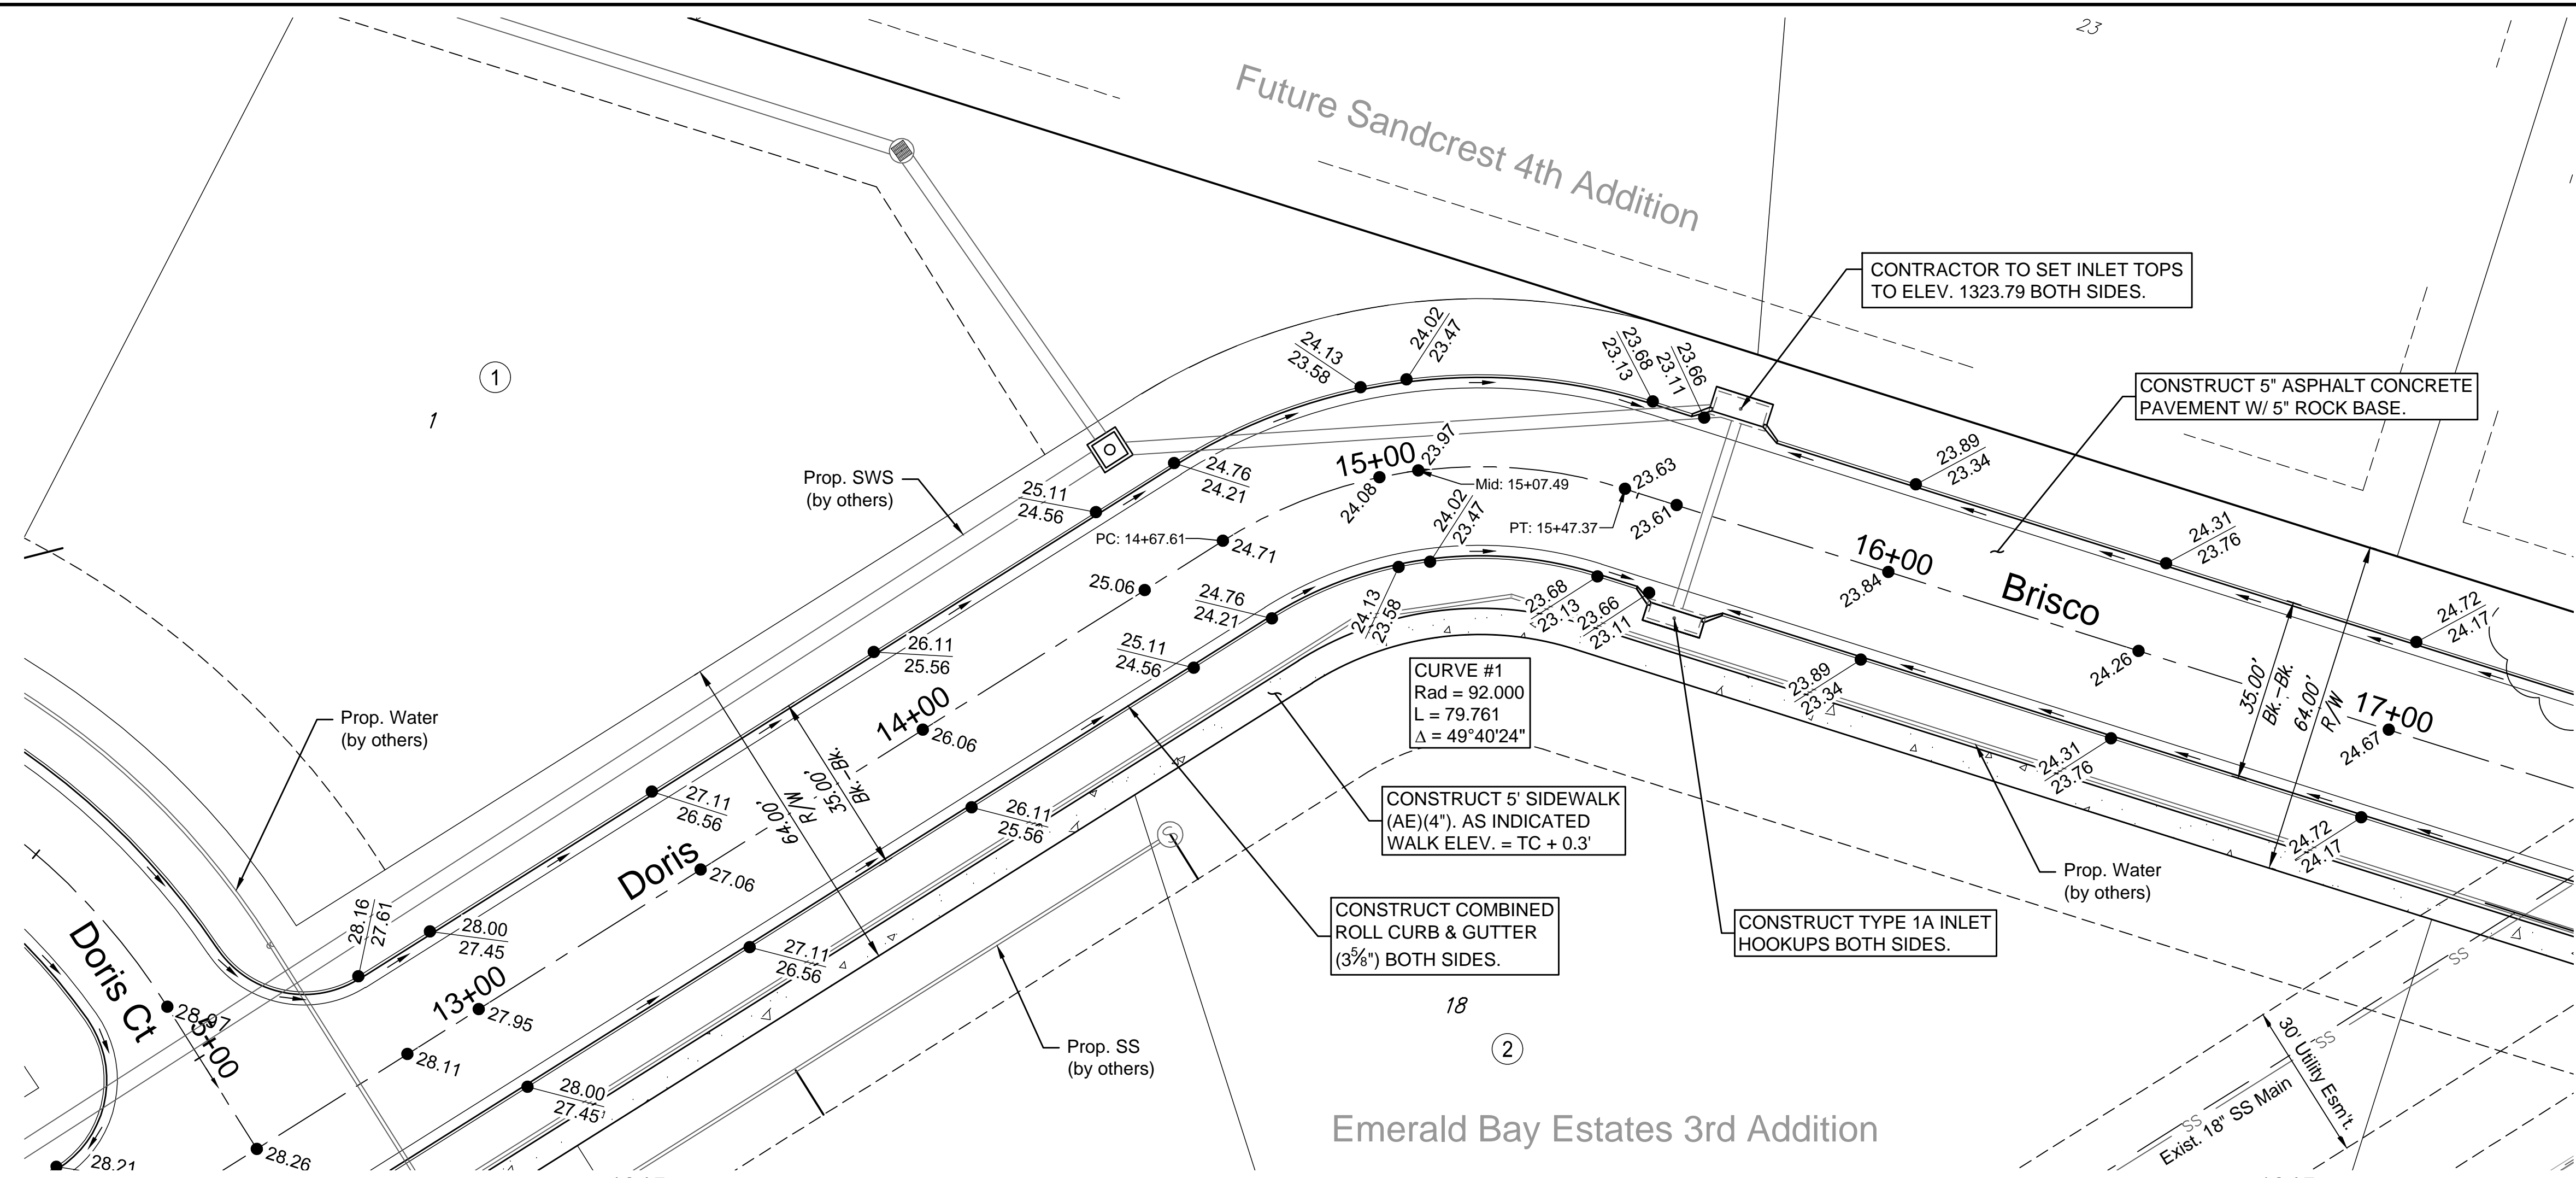 23
Future Sandcrest 4th Addition
CONTRACTOR TO SET INLET TOPS
TO ELEV. 1323.79 BOTH SIDES.
CONSTRUCT 5" ASPHALT CONCRETE
PAVEMENT W/ 5" ROCK BASE.
1
1
24.13
23.58
24.02
23.47
23.68
23.13
23.66
23.11
23.89
23.34
24.31
23.76
24.72
24.17
Prop. SWS
(by others)
25.11
24.56
24.76
24.21
15+00
24.08
23.97
Mid: 15+07.49
24.02
23.47
PT: 15+47.37
23.63
23.61
PC: 14+67.61
24.71
25.06
16+00
23.84
Brisco
24.26
35.00'
Bk.-Bk.
64.00'
R/W
17+00
24.67
26.11
25.56
24.76
24.21
25.11
24.56
24.13
23.58
23.68
23.13
23.66
23.11
23.89
23.34
24.31
23.76
24.72
24.17
CURVE #1
Rad = 92.000
L = 79.761
Δ = 49°40'24"
Prop. Water
(by others)
14+00
26.06
27.11
26.56
64.00'
R/W
35.00'
Bk.-Bk.
26.11
25.56
CONSTRUCT 5' SIDEWALK
(AE)(4"). AS INDICATED
WALK ELEV. = TC + 0.3'
Doris
27.06
Prop. Water
(by others)
CONSTRUCT COMBINED
ROLL CURB & GUTTER
(3⅝") BOTH SIDES.
CONSTRUCT TYPE 1A INLET
HOOKUPS BOTH SIDES.
28.16
27.61
28.00
27.45
27.11
26.56
S
Doris Ct
28.97
5+00
13+00
27.95
28.11
18
2
Prop. SS
(by others)
28.00
27.45
28.21
28.26
Emerald Bay Estates 3rd Addition
SS
SS
SS
30' Utility Esm't.
Exist. 18" SS Main